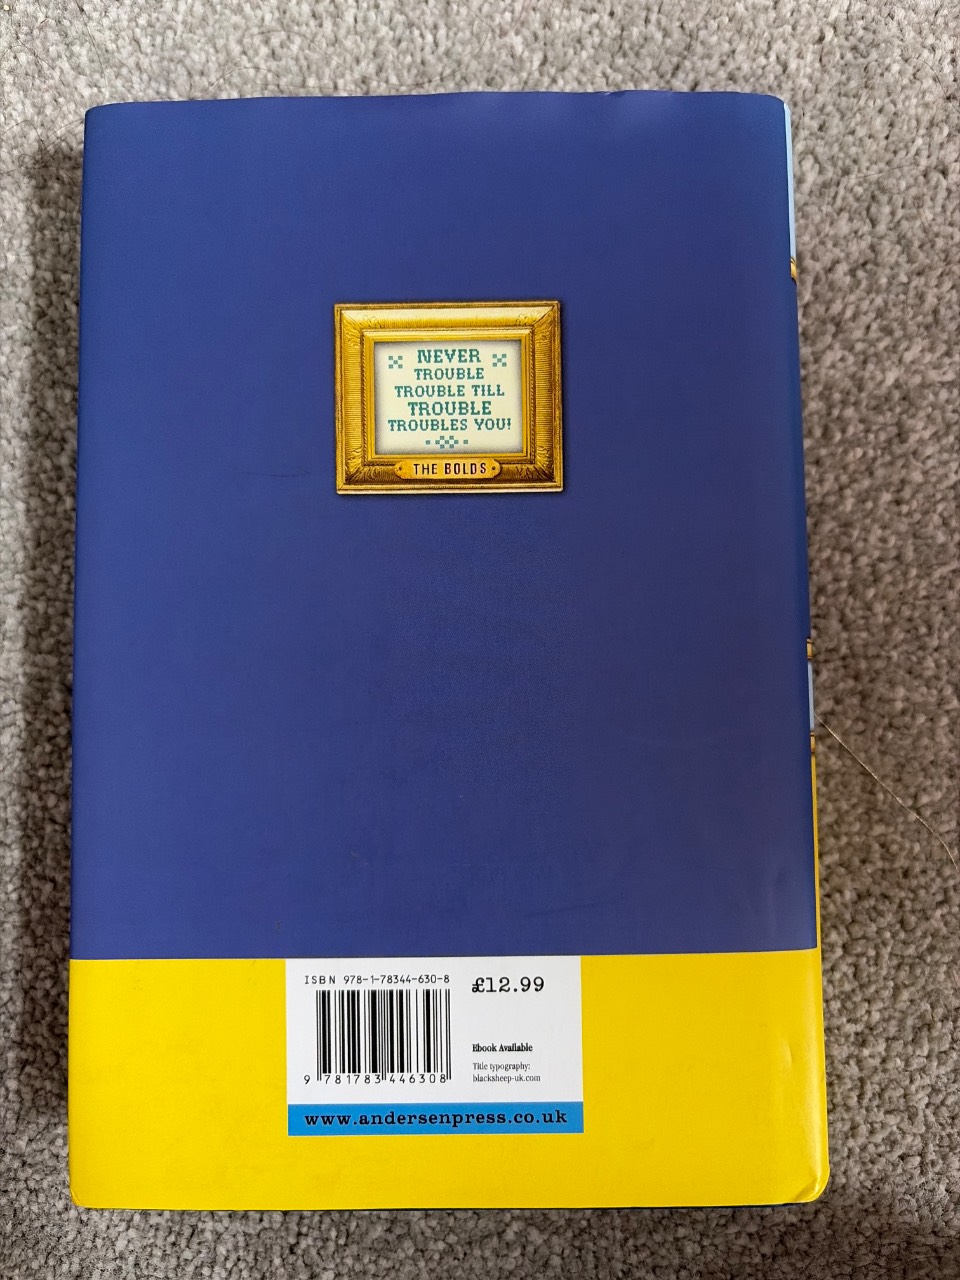 NEVER
TROUBLE
TROUBLE TILL
TROUBLE
TROUBLES YOU!
THE BOLDS
ISBN 978-1-78344-630-8
£12.99
9 781783 446308
Ebook Available
Title typography:
blacksheep-uk.com
www.andersenpress.co.uk